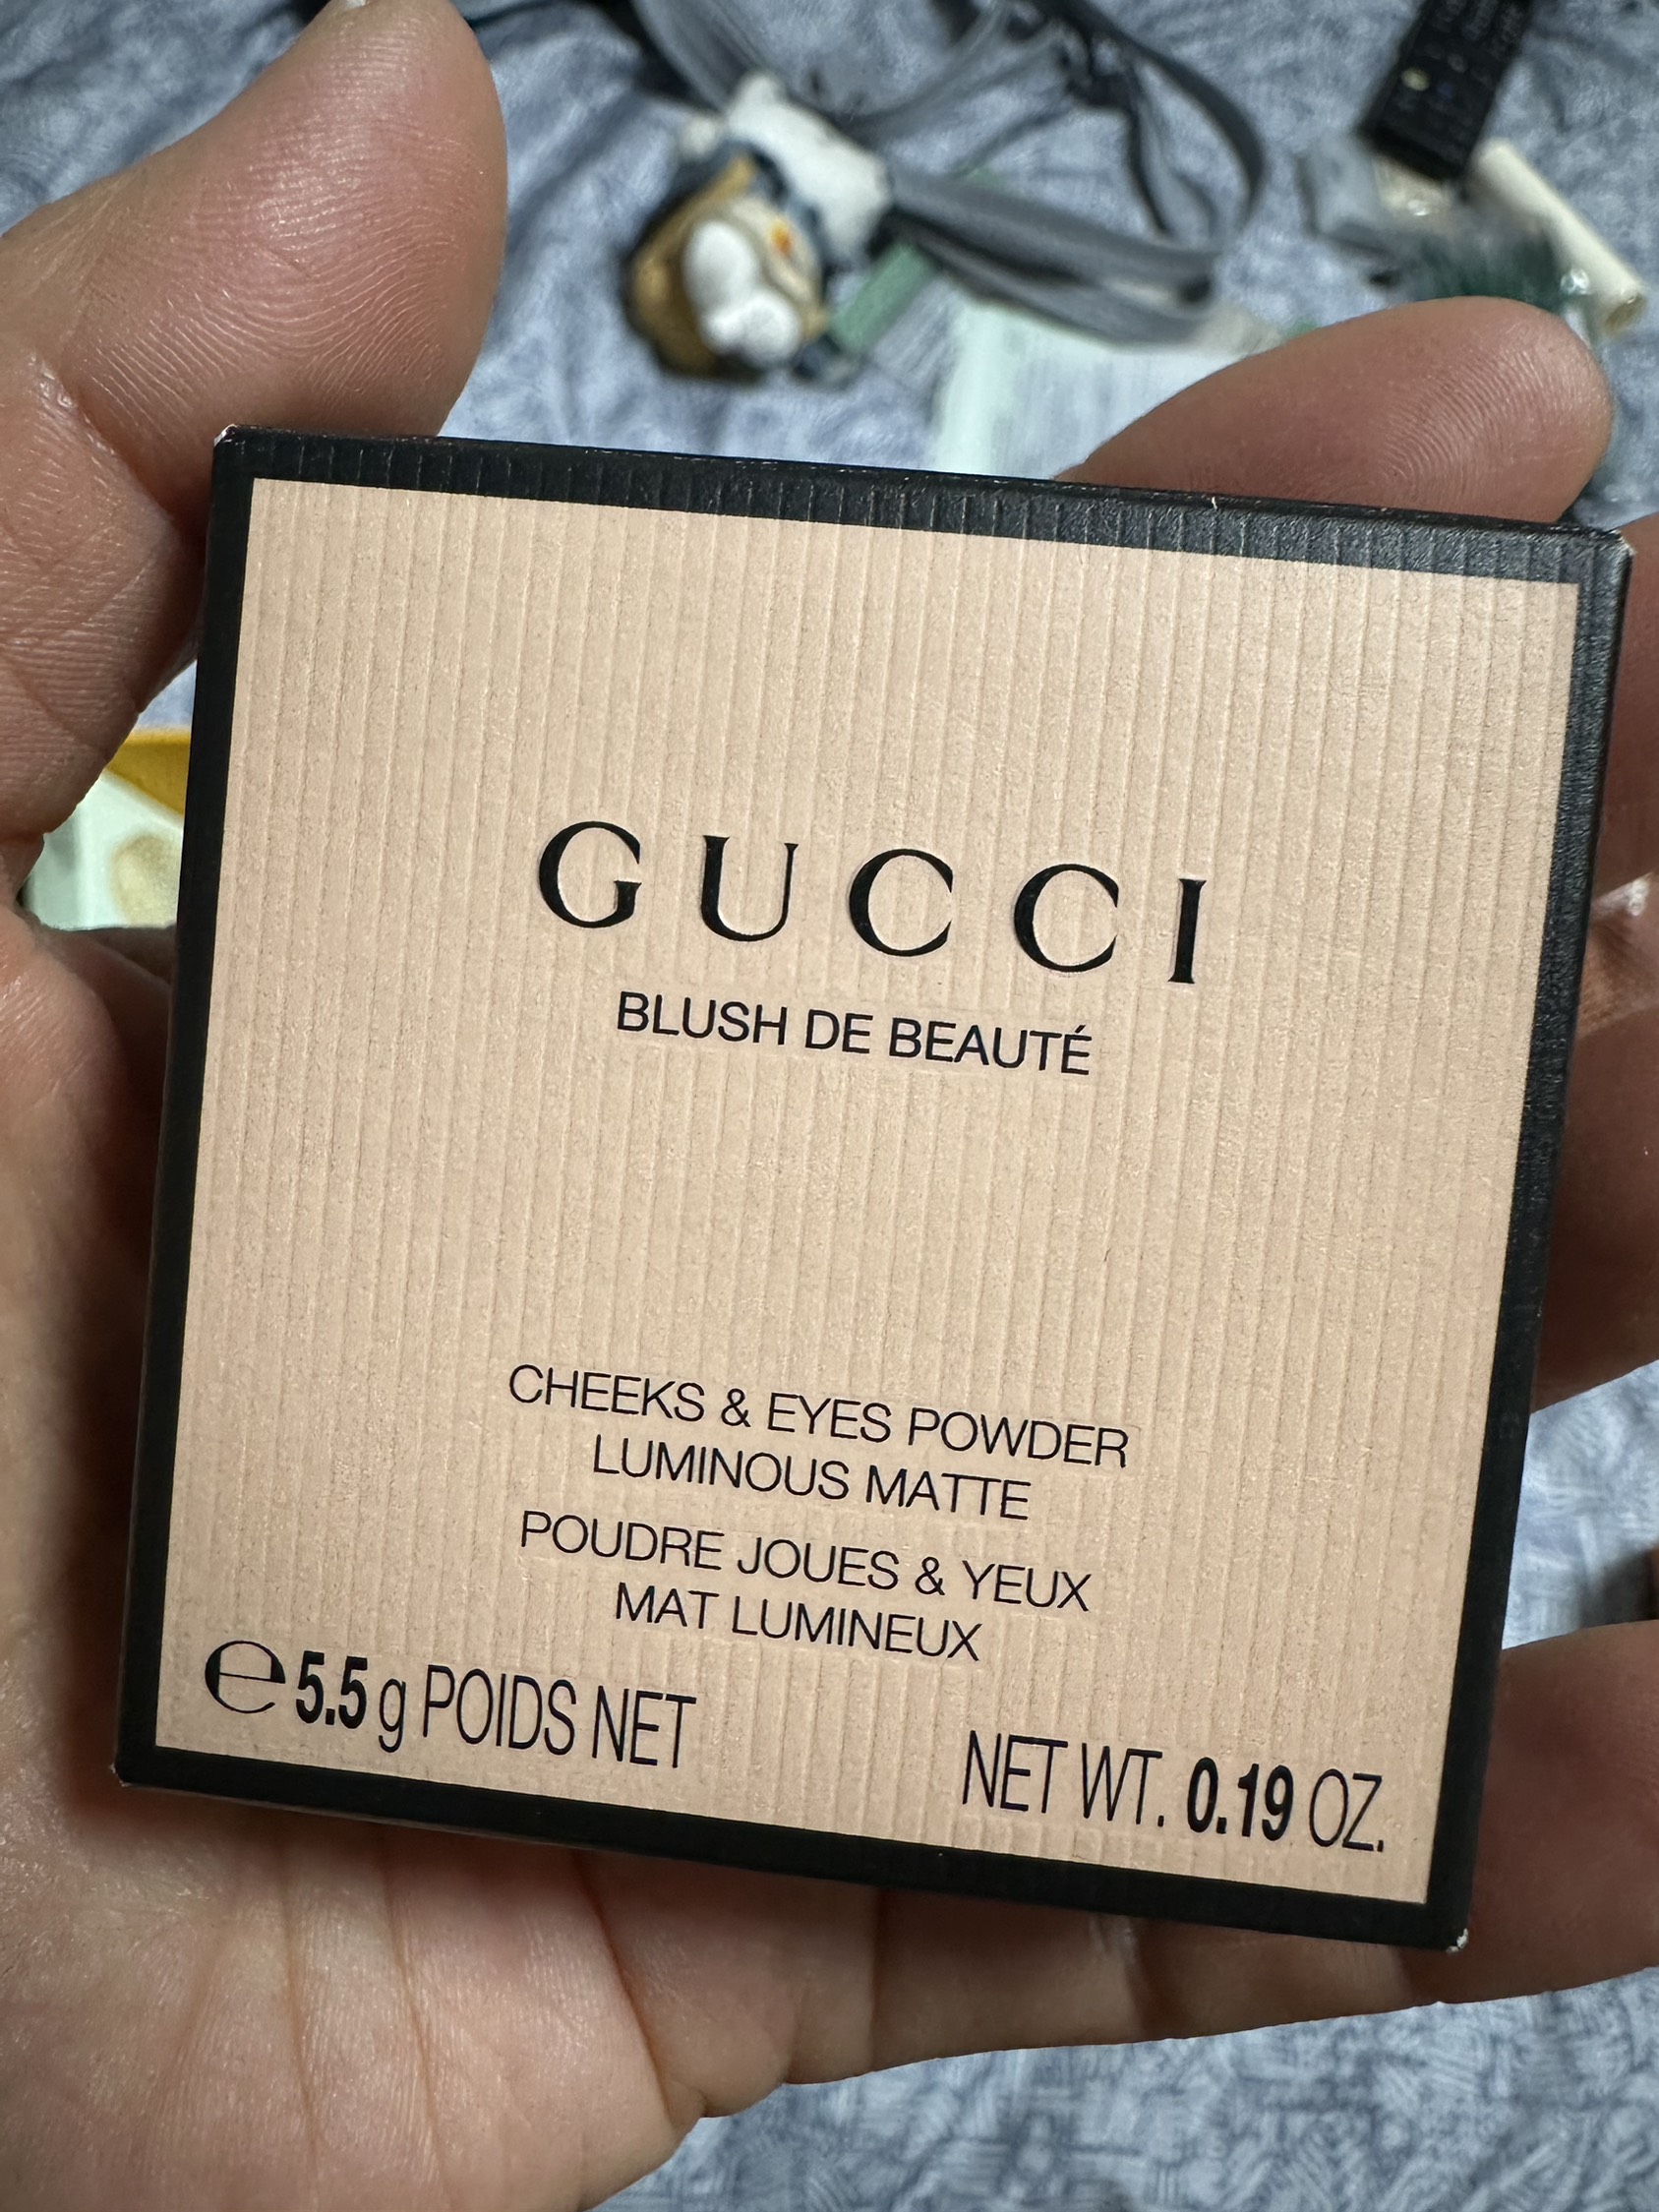 GUCCI
BLUSH DE BEAUTÉ
CHEEKS & EYES POWDER
LUMINOUS MATTE
POUDRE JOUES & YEUX
MAT LUMINEUX
℮ 5.5 g POIDS NET
NET WT. 0.19 OZ.